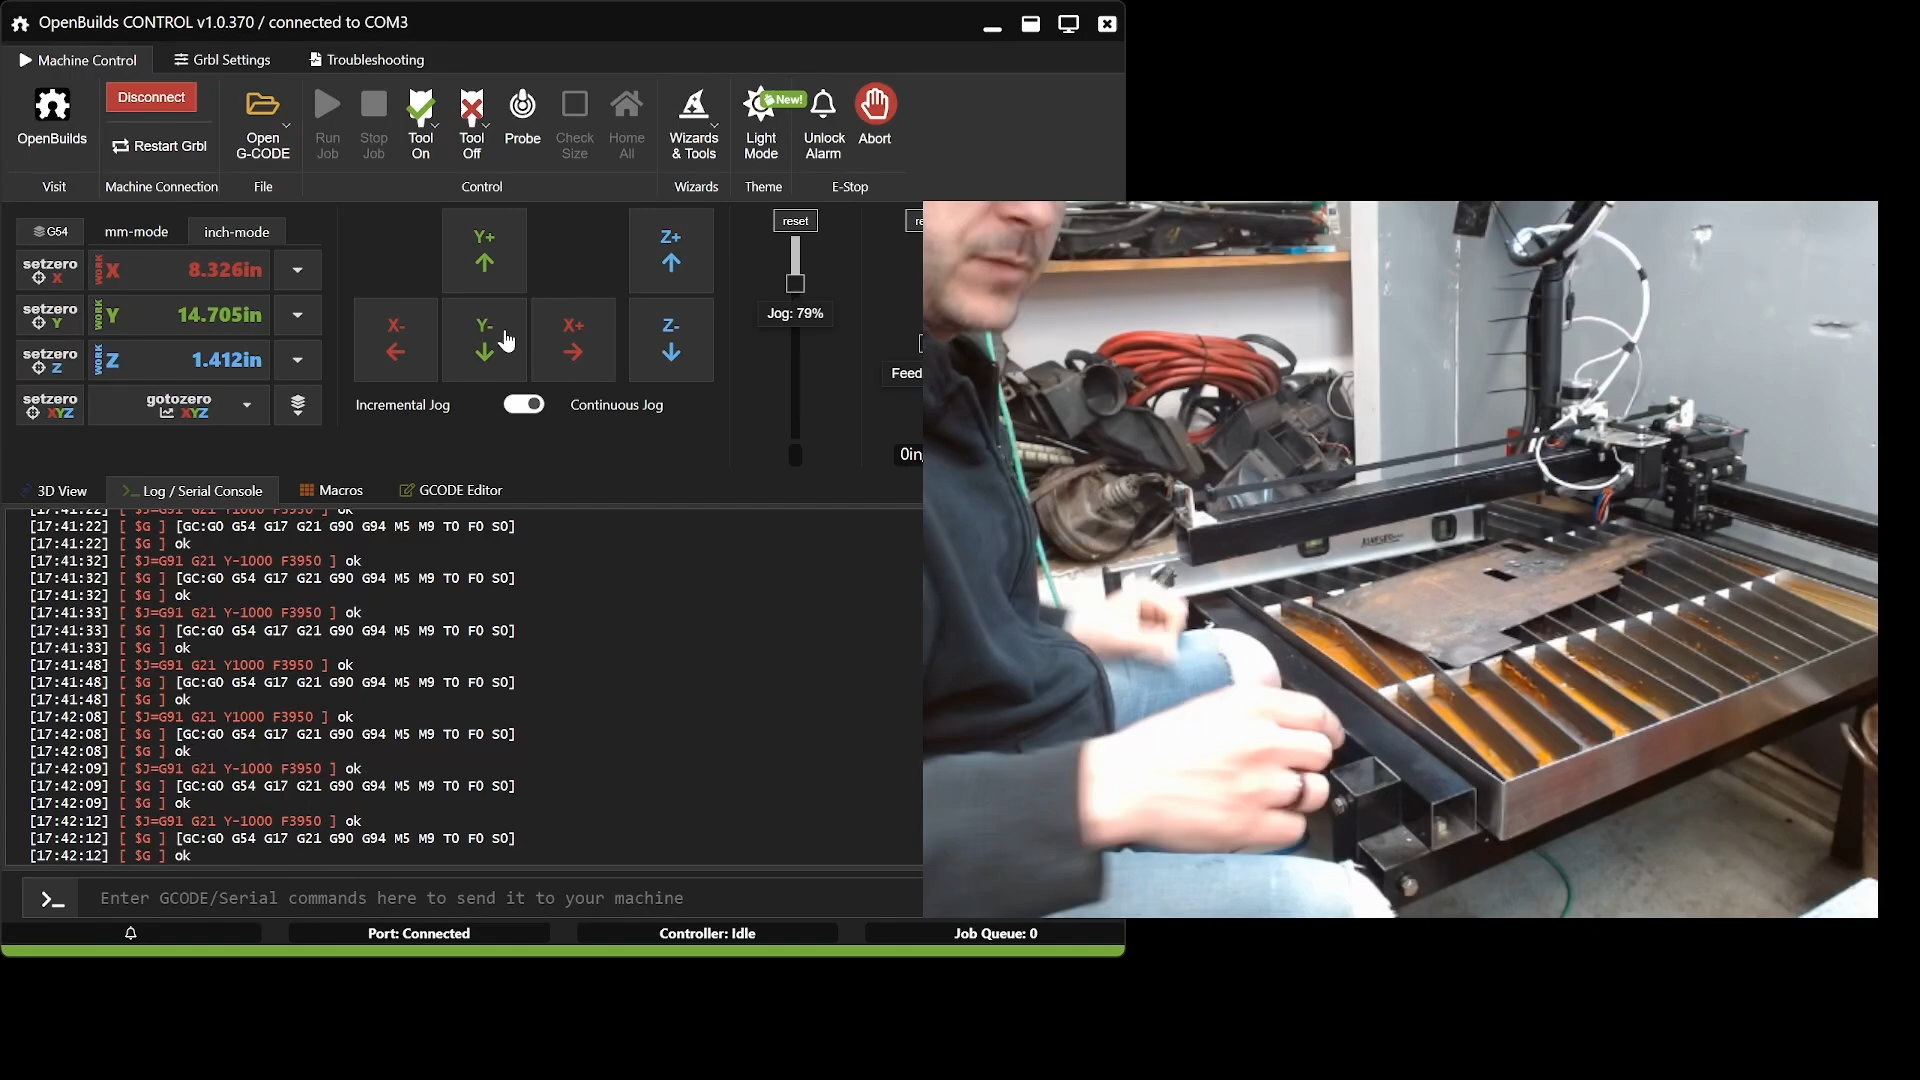 OpenBuilds CONTROL v1.0.370 / connected to COM3
Machine Control
Grbl Settings
Troubleshooting
OpenBuilds
Disconnect
Restart Grbl
Open G-CODE
Run Job
Stop Job
Tool On
Tool Off
Probe
Check Size
Home All
Wizards & Tools
New!
Light Mode
Unlock Alarm
Abort
Visit
Machine Connection
File
Control
Wizards
Theme
E-Stop
G54
mm-mode
inch-mode
setzero X
WORK X 8.326in
setzero Y
WORK Y 14.705in
setzero Z
WORK Z 1.412in
setzero XYZ
gotozero XYZ
Y+
Z+
X-
Y-
X+
Z-
Incremental Jog
Continuous Jog
reset
Jog: 79%
Feed
3D View
Log / Serial Console
Macros
GCODE Editor
[17:41:22] [ $J=G91 G21 Y1000 F3950 ] ok
[17:41:22] [ $G ] [GC:G0 G54 G17 G21 G90 G94 M5 M9 T0 F0 S0]
[17:41:22] [ $G ] ok
[17:41:32] [ $J=G91 G21 Y-1000 F3950 ] ok
[17:41:32] [ $G ] [GC:G0 G54 G17 G21 G90 G94 M5 M9 T0 F0 S0]
[17:41:32] [ $G ] ok
[17:41:33] [ $J=G91 G21 Y-1000 F3950 ] ok
[17:41:33] [ $G ] [GC:G0 G54 G17 G21 G90 G94 M5 M9 T0 F0 S0]
[17:41:33] [ $G ] ok
[17:41:48] [ $J=G91 G21 Y1000 F3950 ] ok
[17:41:48] [ $G ] [GC:G0 G54 G17 G21 G90 G94 M5 M9 T0 F0 S0]
[17:41:48] [ $G ] ok
[17:42:08] [ $J=G91 G21 Y1000 F3950 ] ok
[17:42:08] [ $G ] [GC:G0 G54 G17 G21 G90 G94 M5 M9 T0 F0 S0]
[17:42:08] [ $G ] ok
[17:42:09] [ $J=G91 G21 Y-1000 F3950 ] ok
[17:42:09] [ $G ] [GC:G0 G54 G17 G21 G90 G94 M5 M9 T0 F0 S0]
[17:42:09] [ $G ] ok
[17:42:12] [ $J=G91 G21 Y-1000 F3950 ] ok
[17:42:12] [ $G ] [GC:G0 G54 G17 G21 G90 G94 M5 M9 T0 F0 S0]
[17:42:12] [ $G ] ok
Enter GCODE/Serial commands here to send it to your machine
Port: Connected
Controller: Idle
Job Queue: 0